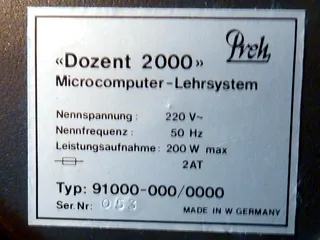 Preh
«Dozent 2000»
Microcomputer-Lehrsystem
Nennspannung: 220 V~
Nennfrequenz: 50 Hz
Leistungsaufnahme: 200 W max
2AT
Typ: 91000-000/0000
Ser. Nr: 0153
MADE IN W GERMANY